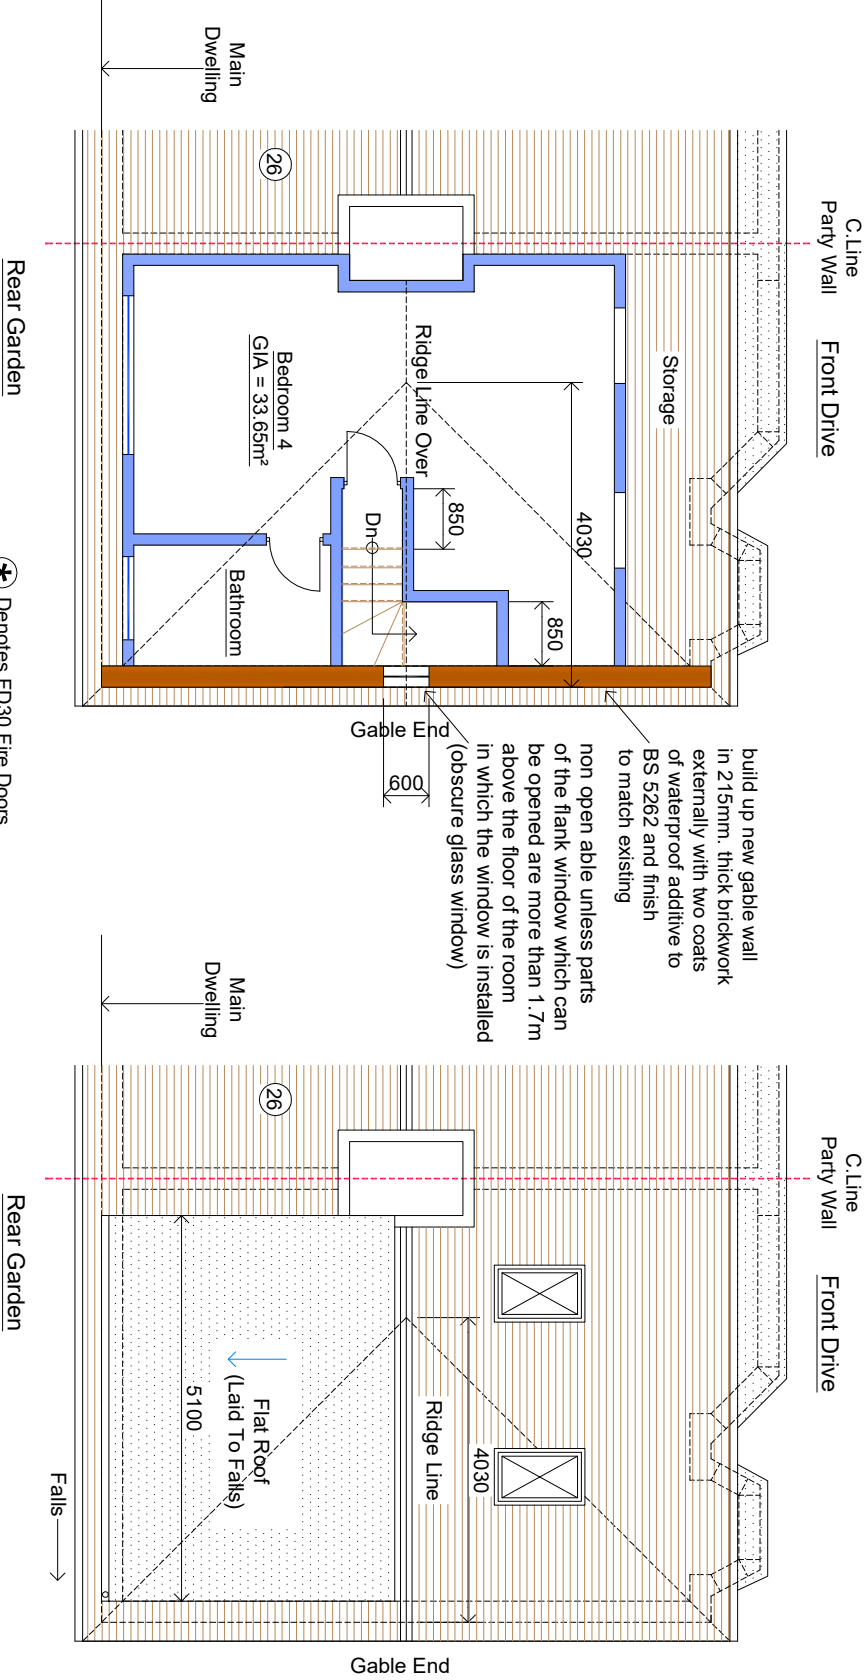 C.Line
Party Wall
Front Drive
Main
Dwelling
26
Storage
Ridge Line Over
4030
850
850
Bedroom 4
GIA = 33.65m²
Dn
Bathroom
Rear Garden
Gable End
600
build up new gable wall
in 215mm. thick brickwork
externally with two coats
of waterproof additive to
BS 5262 and finish
to match existing
non open able unless parts
of the flank window which can
be opened are more than 1.7m
above the floor of the room
in which the window is installed
(obscure glass window)
* Denotes FD30 Fire Doors
C.Line
Party Wall
Front Drive
Main
Dwelling
26
Ridge Line
4030
5100
Flat Roof
(Laid To Falls)
Rear Garden
Falls
Gable End